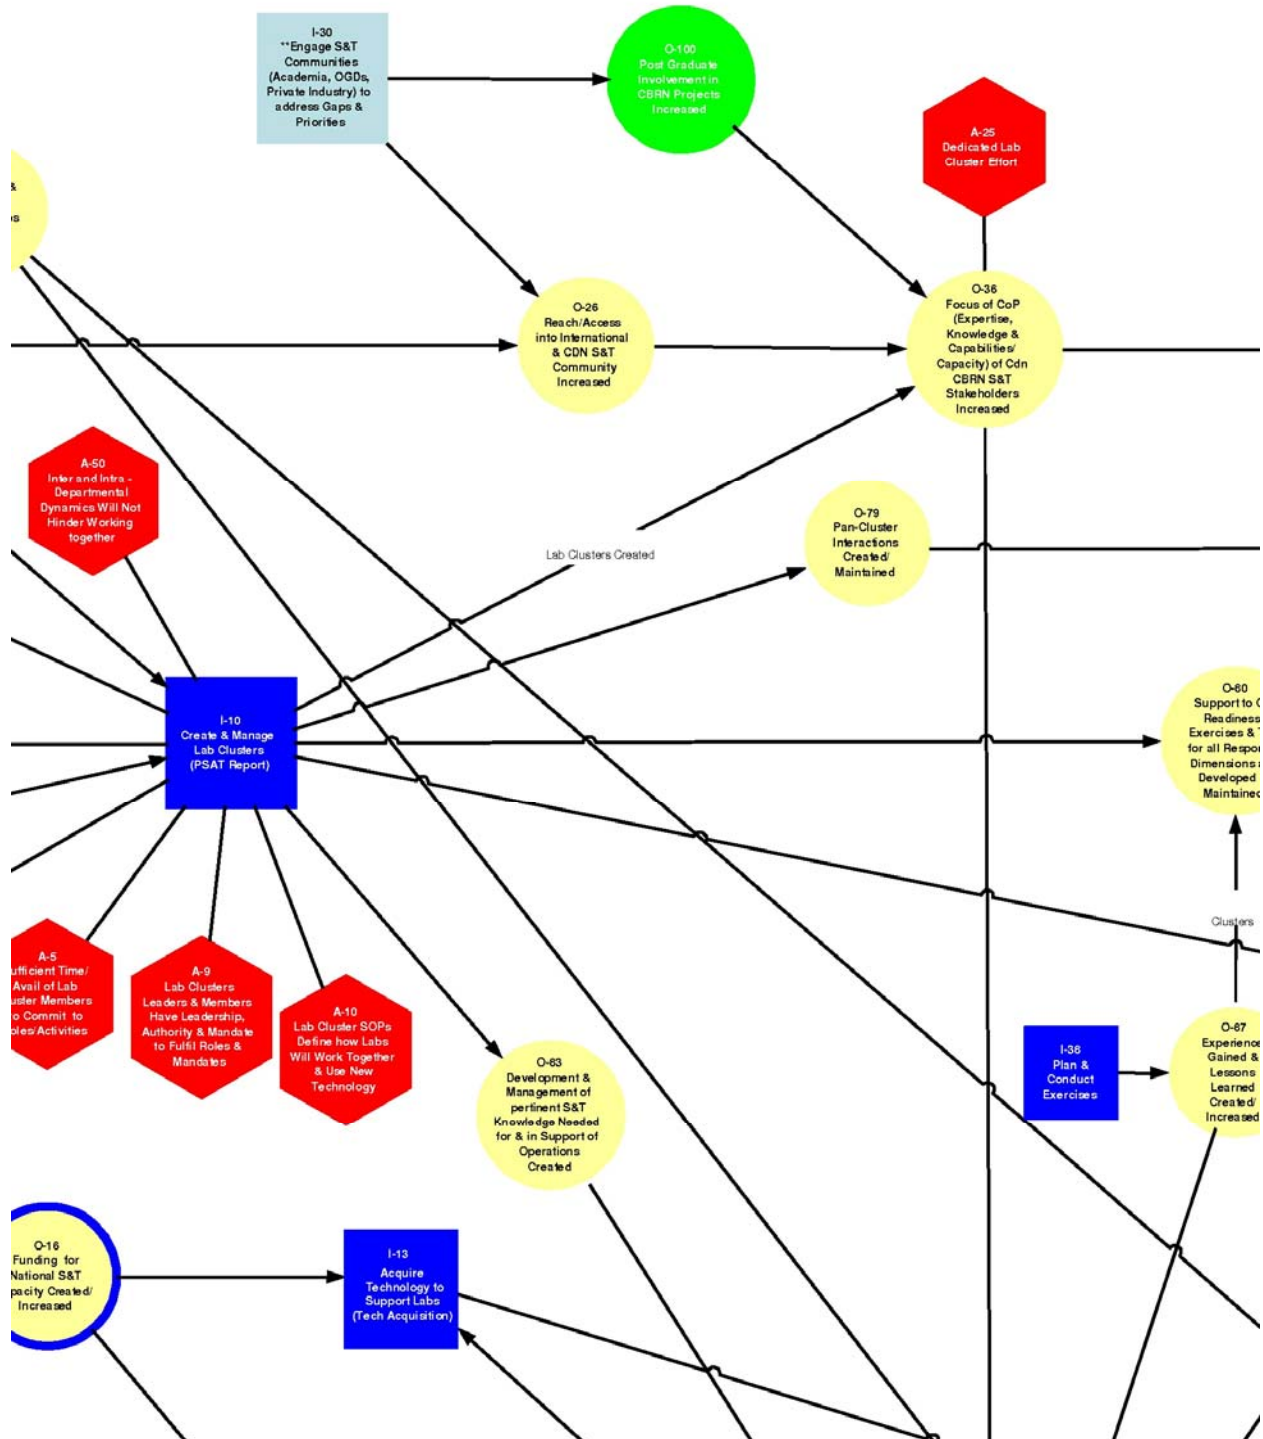 I-30
**Engage S&T
Communities
(Academia, OGDs,
Private Industry) to
address Gaps &
Priorities
O-100
Post Graduate
Involvement in
CBRN Projects
Increased
A-25
Dedicated Lab
Cluster Effort
&
s
O-26
Reach/Access
into International
& CDN S&T
Community
Increased
O-36
Focus of CoP
(Expertise,
Knowledge &
Capabilities/
Capacity) of Cdn
CBRN S&T
Stakeholders
Increased
A-50
Inter and Intra -
Departmental
Dynamics Will Not
Hinder Working
together
O-79
Pan-Cluster
Interactions
Created/
Maintained
Lab Clusters Created
I-10
Create & Manage
Lab Clusters
(PSAT Report)
O-60
Support to
Readiness
Exercises &
for all Respon
Dimensions
Developed
Maintained
Clusters
A-5
ufficient Time/
Avail of Lab
uster Members
o Commit to
oles/Activities
A-9
Lab Clusters
Leaders & Members
Have Leadership,
Authority & Mandate
to Fulfil Roles &
Mandates
A-10
Lab Cluster SOPs
Define how Labs
Will Work Together
& Use New
Technology
O-63
Development &
Management of
pertinent S&T
Knowledge Needed
for & in Support of
Operations
Created
I-36
Plan &
Conduct
Exercises
O-67
Experience
Gained &
Lessons
Learned
Created/
Increased
O-16
Funding for
National S&T
pacity Created/
Increased
I-13
Acquire
Technology to
Support Labs
(Tech Acquisition)